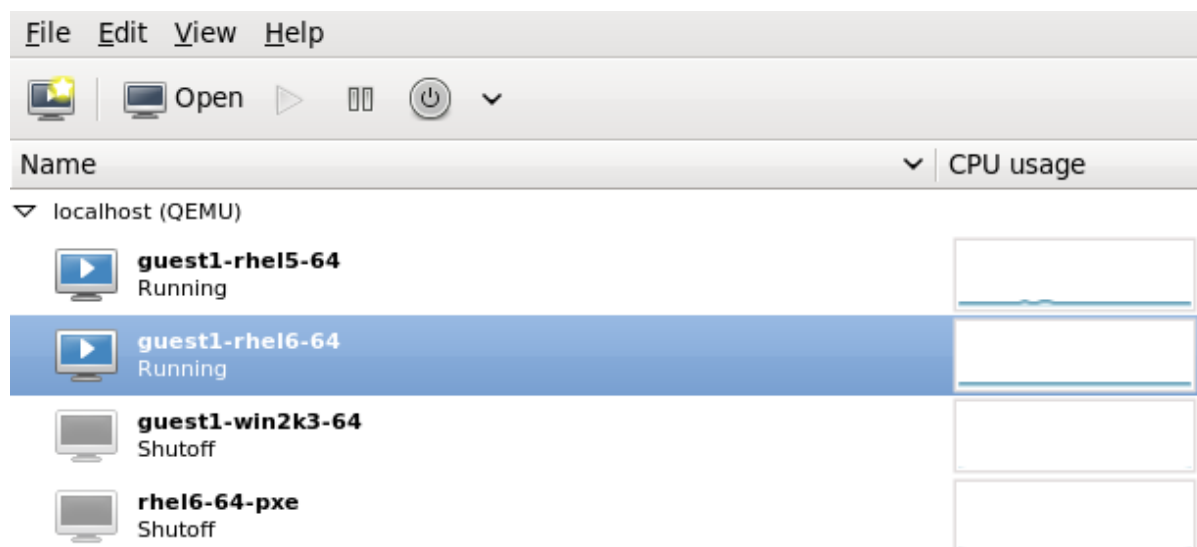 File Edit View Help
Open
Name CPU usage
localhost (QEMU)
guest1-rhel5-64
Running
guest1-rhel6-64
Running
guest1-win2k3-64
Shutoff
rhel6-64-pxe
Shutoff